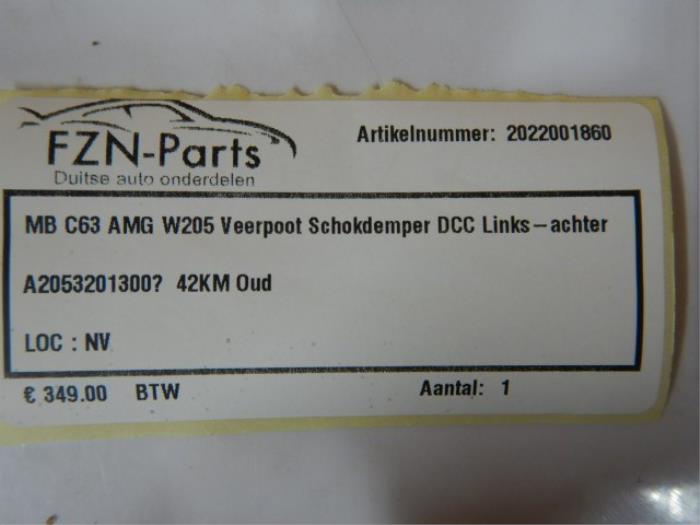 FZN-Parts
Duitse auto onderdelen
Artikelnummer: 2022001860
MB C63 AMG W205 Veerpoot Schokdemper DCC Links-achter
A2053201300? 42KM Oud
LOC : NV
€ 349.00 BTW
Aantal: 1